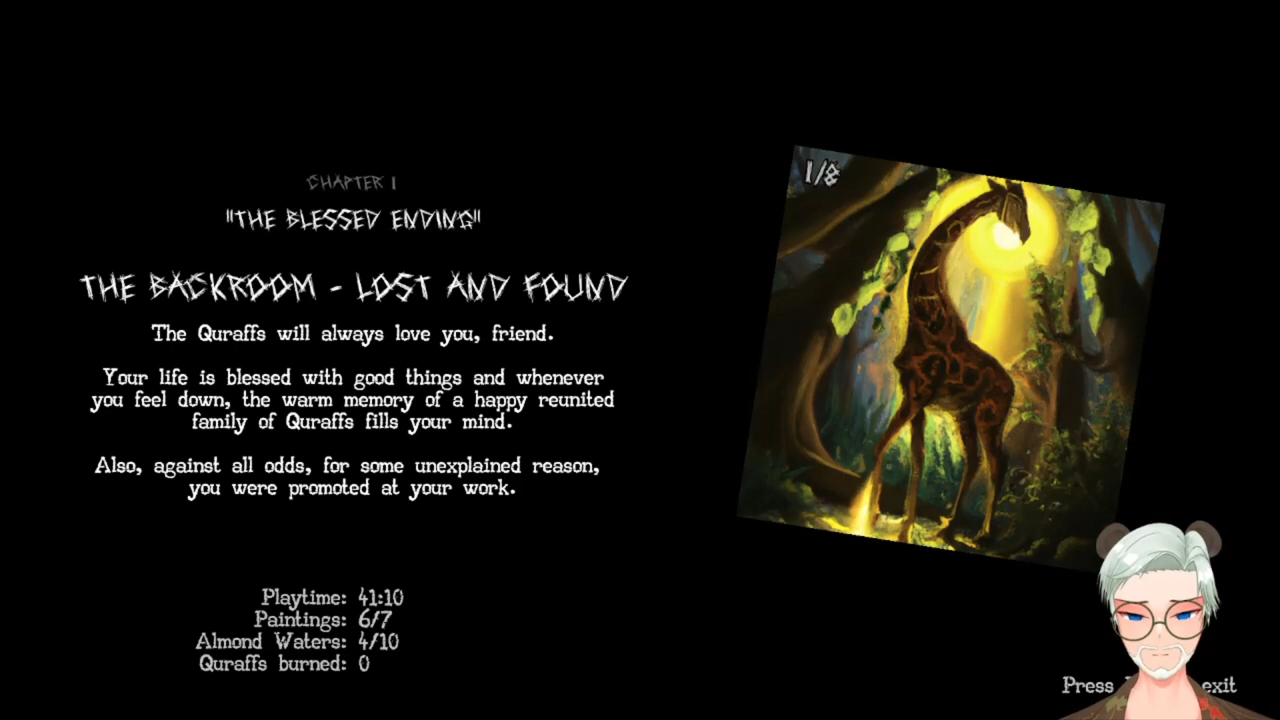 CHAPTER 1
"THE BLESSED ENDING"
THE BACKROOM - LOST AND FOUND
The Quraffs will always love you, friend.
Your life is blessed with good things and whenever
you feel down, the warm memory of a happy reunited
family of Quraffs fills your mind.
Also, against all odds, for some unexplained reason,
you were promoted at your work.
Playtime: 41:10
Paintings: 6/7
Almond Waters: 4/10
Quraffs burned: 0
1/8
Press exit